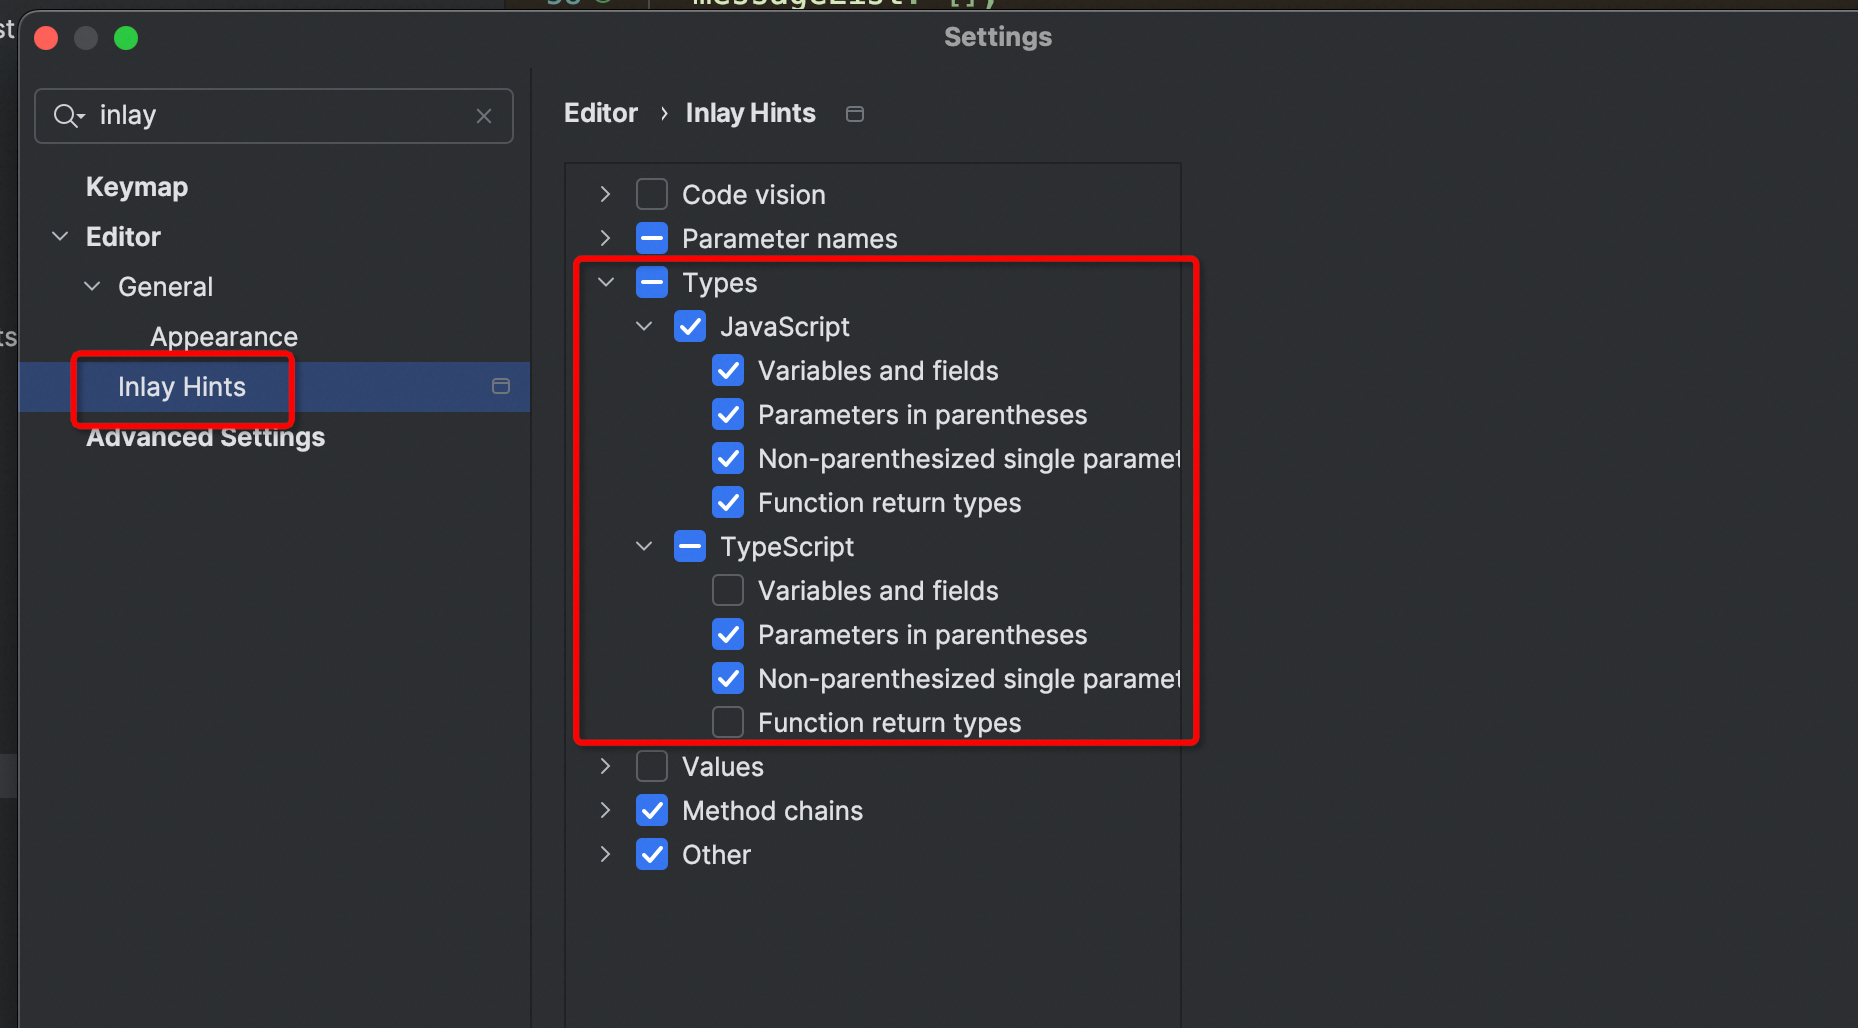 Settings
inlay
Keymap
Editor
General
Appearance
Inlay Hints
Advanced Settings
Editor › Inlay Hints
Code vision
Parameter names
Types
JavaScript
Variables and fields
Parameters in parentheses
Non-parenthesized single paramet
Function return types
TypeScript
Variables and fields
Parameters in parentheses
Non-parenthesized single paramet
Function return types
Values
Method chains
Other